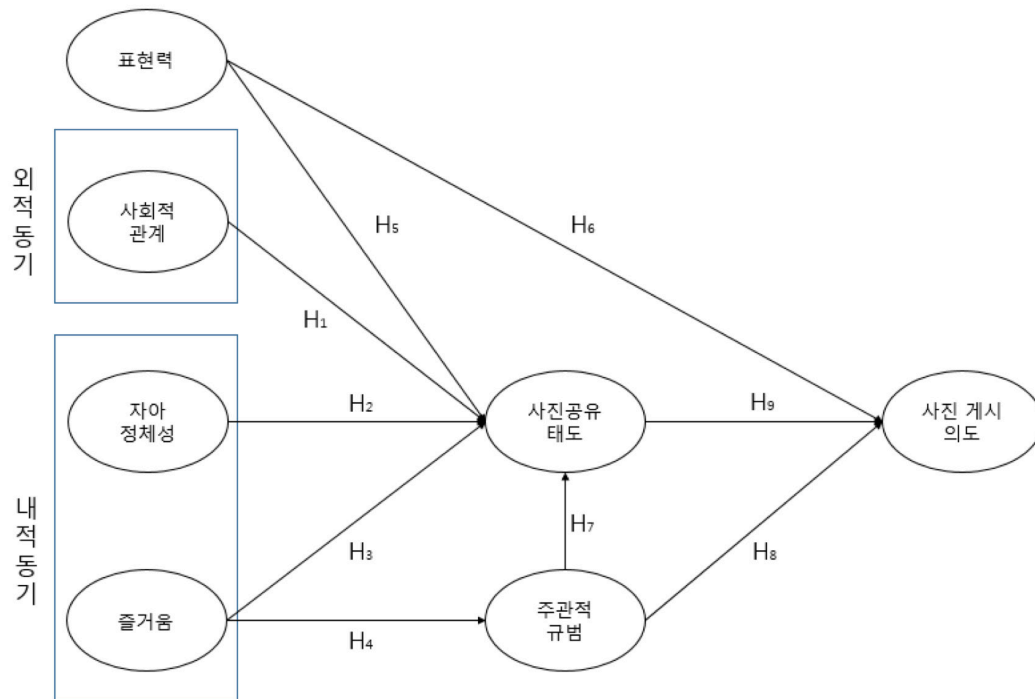 표현력
외적동기
사회적
관계
H₅
H₆
H₁
내적동기
자아
정체성
H₂
사진공유
태도
H₉
사진 게시
의도
H₃
H₇
H₈
즐거움
H₄
주관적
규범